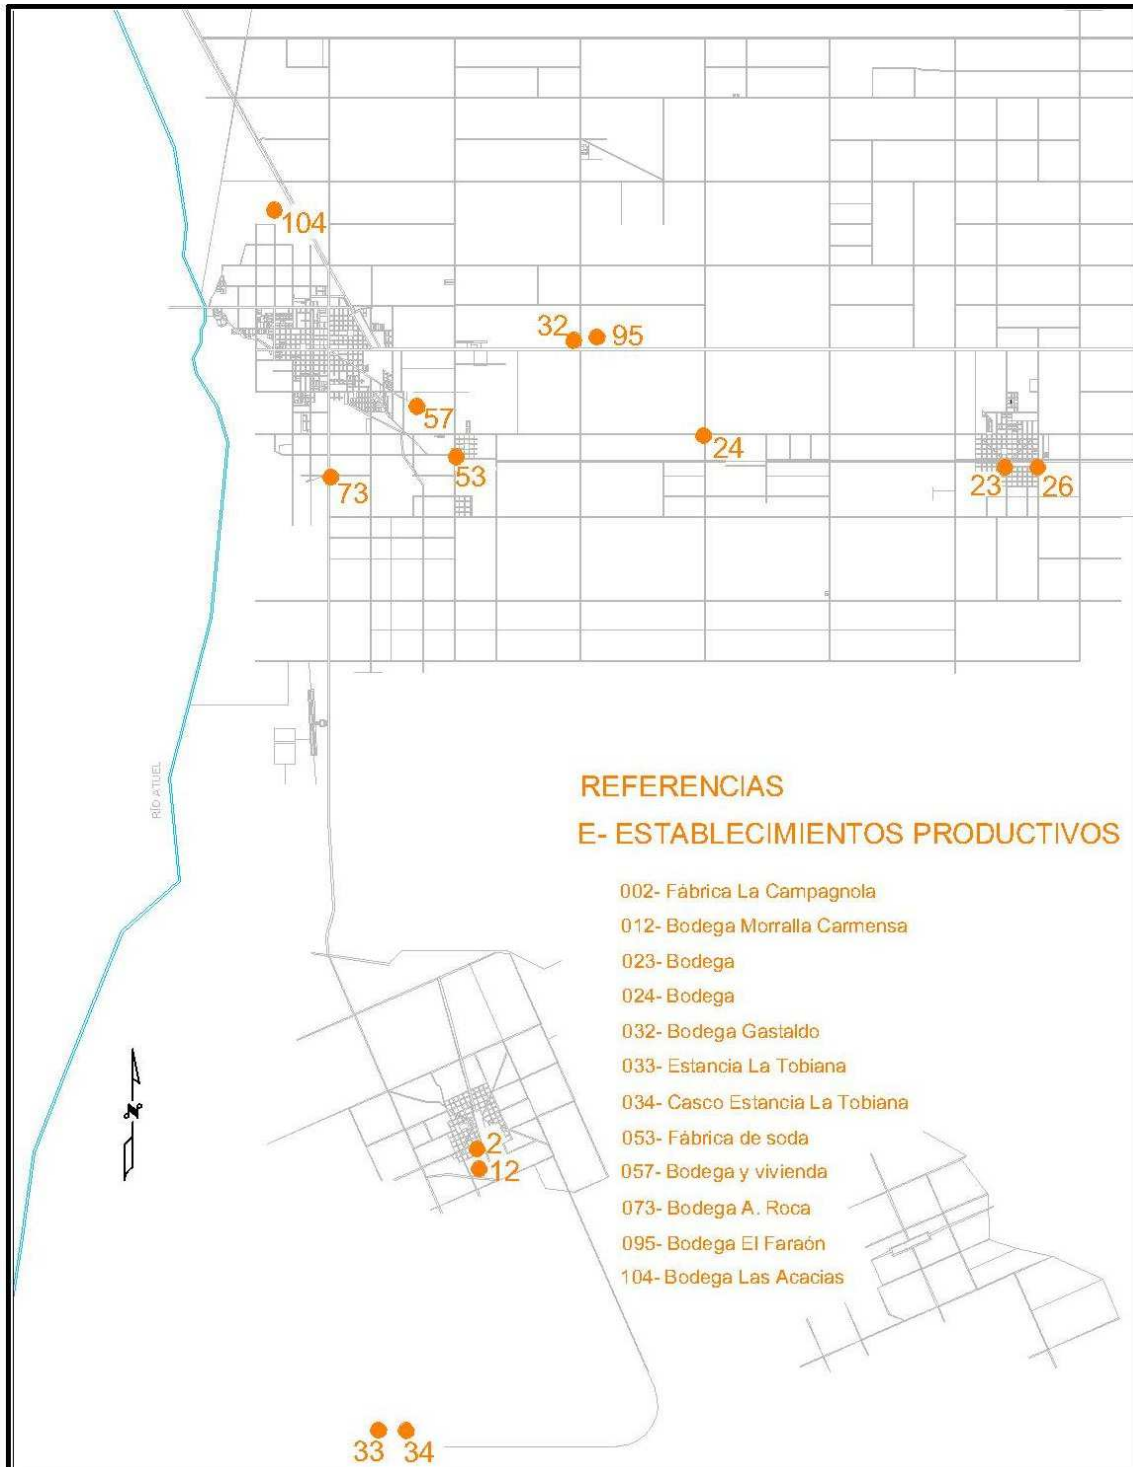 104
32
95
57
24
53
23
26
73
RÍO ATUEL
REFERENCIAS
E- ESTABLECIMIENTOS PRODUCTIVOS
002- Fábrica La Campagnola
012- Bodega Morralla Carmensa
023- Bodega
024- Bodega
032- Bodega Gastaldo
033- Estancia La Tobiana
034- Casco Estancia La Tobiana
053- Fábrica de soda
057- Bodega y vivienda
073- Bodega A. Roca
095- Bodega El Faraón
104- Bodega Las Acacias
N
2
12
33
34